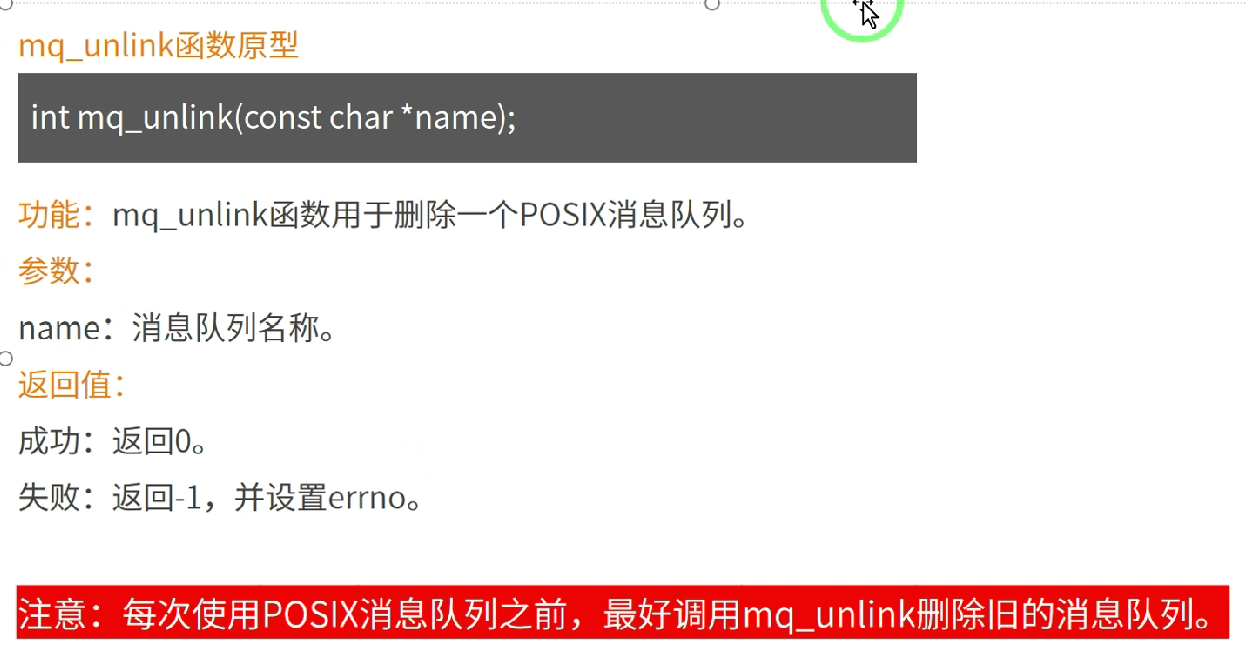 mq_unlink函数原型
int mq_unlink(const char *name);
功能：mq_unlink函数用于删除一个POSIX消息队列。
参数：
name：消息队列名称。
返回值：
成功：返回0。
失败：返回-1，并设置errno。
注意：每次使用POSIX消息队列之前，最好调用mq_unlink删除旧的消息队列。